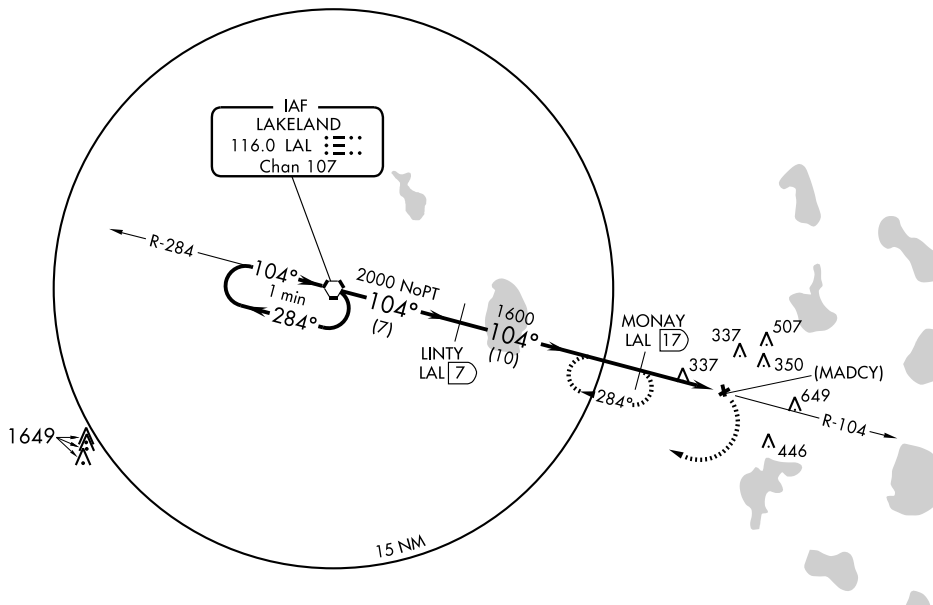 IAF
LAKELAND
116.0 LAL
Chan 107
R-284
104°
1 min
284°
2000 NoPT
104°
(7)
LINTY
LAL 7
1600
104°
(10)
MONAY
LAL 17
284°
337
337
507
350
(MADCY)
649
R-104
446
1649
15 NM